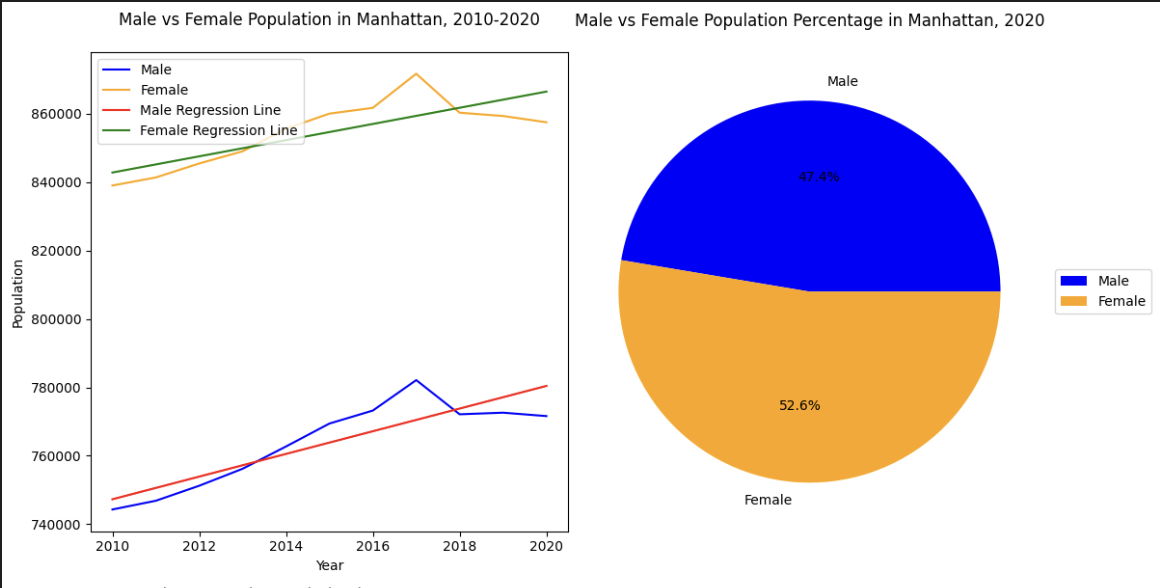 Male vs Female Population in Manhattan, 2010-2020
Male
Female
Male Regression Line
Female Regression Line
860000
840000
820000
800000
780000
760000
740000
Population
2010
2012
2014
2016
2018
2020
Year
Male vs Female Population Percentage in Manhattan, 2020
Male
47.4%
52.6%
Female
Male
Female